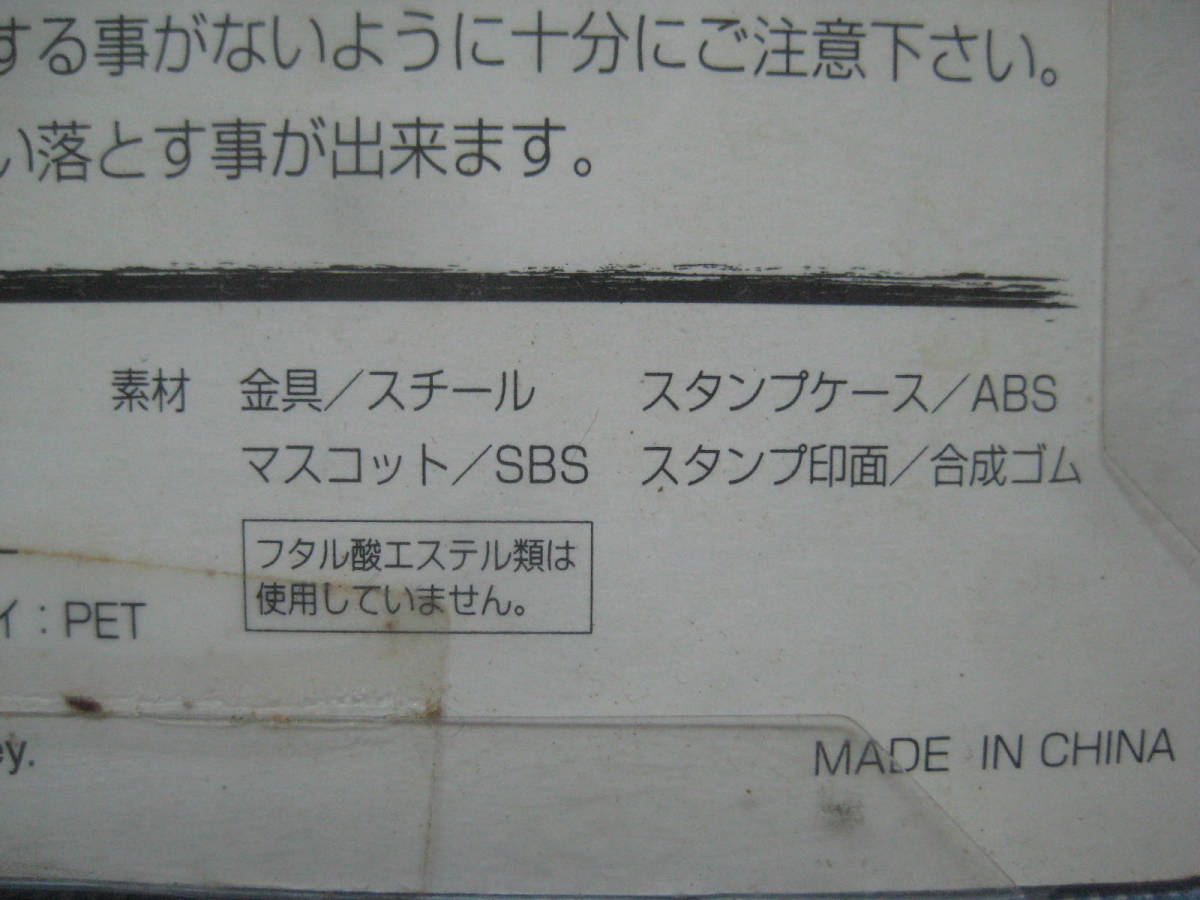 する事がないように十分にご注意下さい。
い落とす事が出来ます。
素材 金具／スチール スタンプケース／ABS
マスコット／SBS スタンプ印面／合成ゴム
フタル酸エステル類は
使用していません。
ィ：PET
ey.
MADE IN CHINA